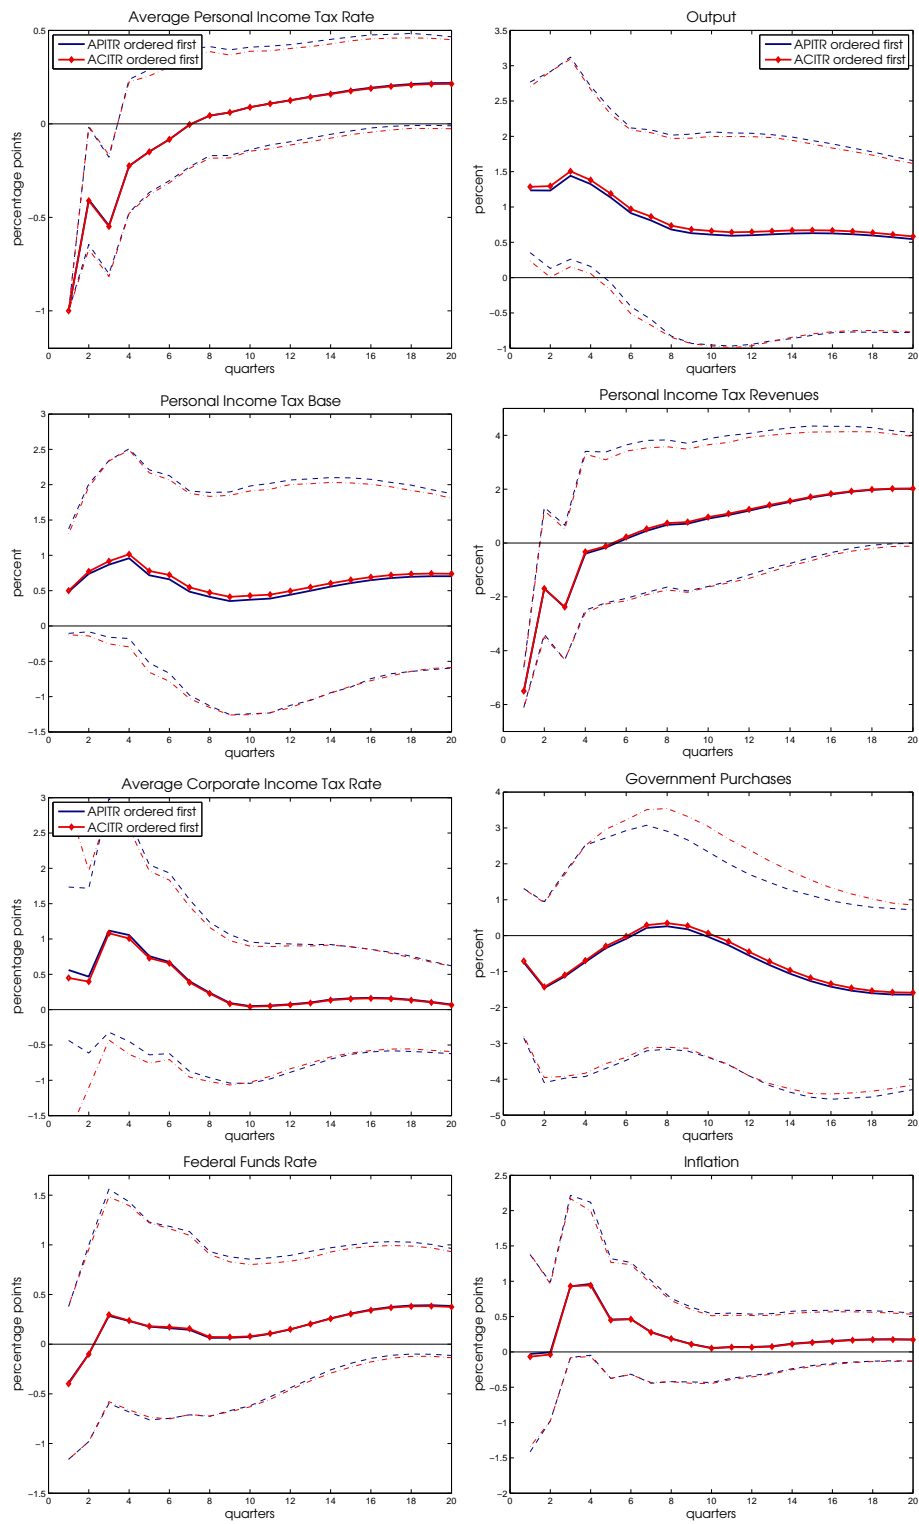 Average Personal Income Tax Rate
0.5
0
−0.5
−1
percentage points
APITR ordered first
ACITR ordered first
0 2 4 6 8 10 12 14 16 18 20
quarters
Output
3.5
3
2.5
2
1.5
1
0.5
0
−0.5
−1
percent
APITR ordered first
ACITR ordered first
0 2 4 6 8 10 12 14 16 18 20
quarters
Personal Income Tax Base
3
2.5
2
1.5
1
0.5
0
−0.5
−1
−1.5
percent
0 2 4 6 8 10 12 14 16 18 20
quarters
Personal Income Tax Revenues
4
2
0
−2
−4
−6
percent
0 2 4 6 8 10 12 14 16 18 20
quarters
Average Corporate Income Tax Rate
3
2.5
2
1.5
1
0.5
0
−0.5
−1
−1.5
percentage points
APITR ordered first
ACITR ordered first
0 2 4 6 8 10 12 14 16 18 20
quarters
Government Purchases
4
3
2
1
0
−1
−2
−3
−4
−5
percent
0 2 4 6 8 10 12 14 16 18 20
quarters
Federal Funds Rate
1.5
1
0.5
0
−0.5
−1
−1.5
percentage points
0 2 4 6 8 10 12 14 16 18 20
quarters
Inflation
2.5
2
1.5
1
0.5
0
−0.5
−1
−1.5
−2
percentage points
0 2 4 6 8 10 12 14 16 18 20
quarters